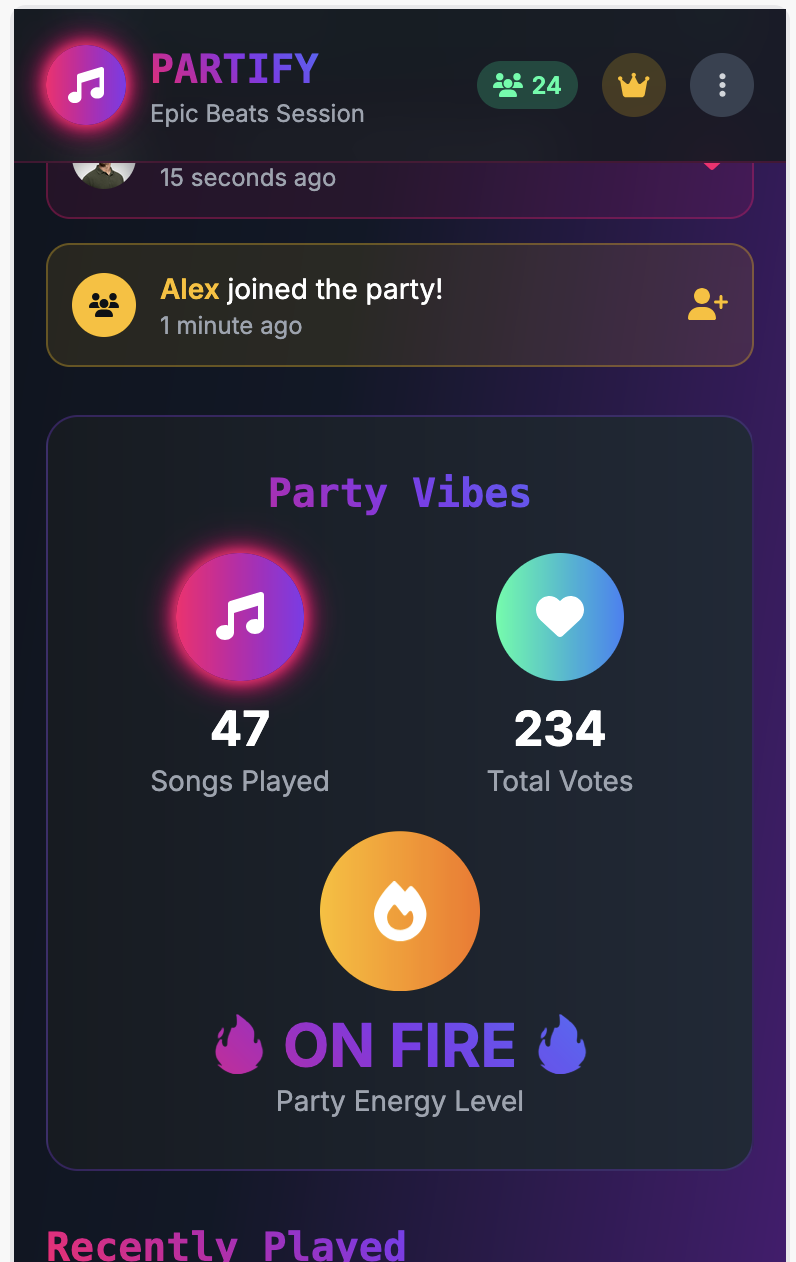 PARTIFY
Epic Beats Session
24
15 seconds ago
Alex joined the party!
1 minute ago
Party Vibes
47
Songs Played
234
Total Votes
🔥 ON FIRE 🔥
Party Energy Level
Recently Played